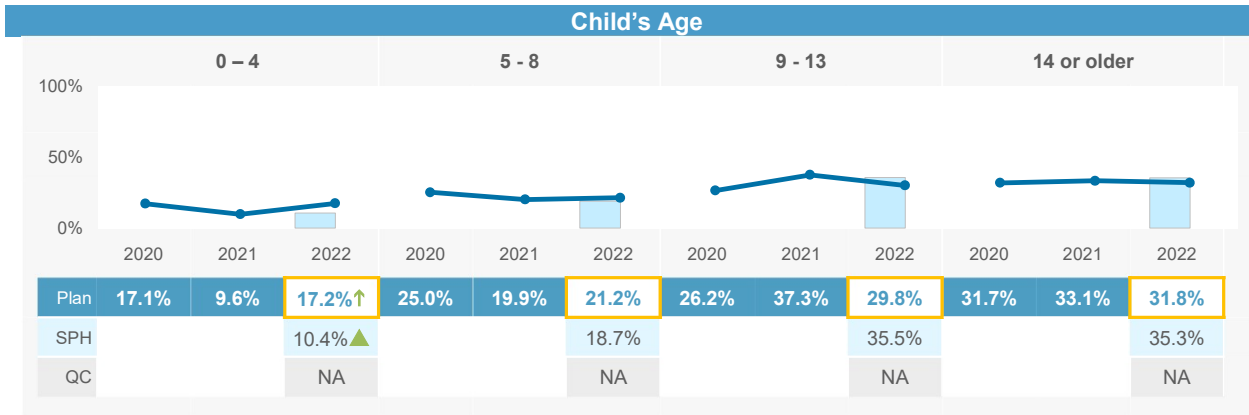 Child's Age
0 – 4 5 - 8 9 - 13 14 or older
100%
50%
0%
2020 2021 2022 2020 2021 2022 2020 2021 2022 2020 2021 2022
Plan 17.1% 9.6% 17.2%↑ 25.0% 19.9% 21.2% 26.2% 37.3% 29.8% 31.7% 33.1% 31.8%
SPH 10.4%▲ 18.7% 35.5% 35.3%
QC NA NA NA NA